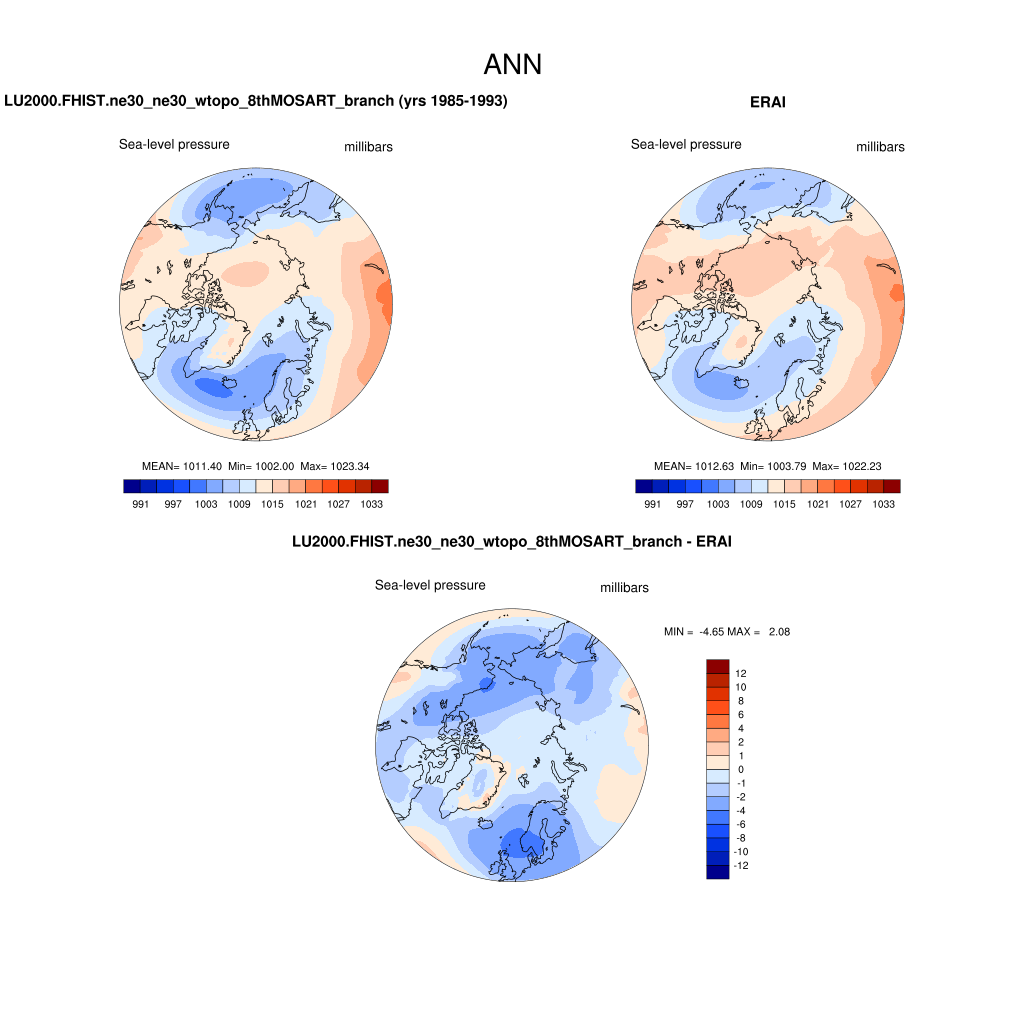 ANN
LU2000.FHIST.ne30_ne30_wtopo_8thMOSART_branch (yrs 1985-1993)
ERAI
Sea-level pressure
millibars
Sea-level pressure
millibars
MEAN= 1011.40 Min= 1002.00 Max= 1023.34
MEAN= 1012.63 Min= 1003.79 Max= 1022.23
991 997 1003 1009 1015 1021 1027 1033
991 997 1003 1009 1015 1021 1027 1033
LU2000.FHIST.ne30_ne30_wtopo_8thMOSART_branch - ERAI
Sea-level pressure
millibars
MIN = -4.65 MAX = 2.08
12
10
8
6
4
2
1
0
-1
-2
-4
-6
-8
-10
-12